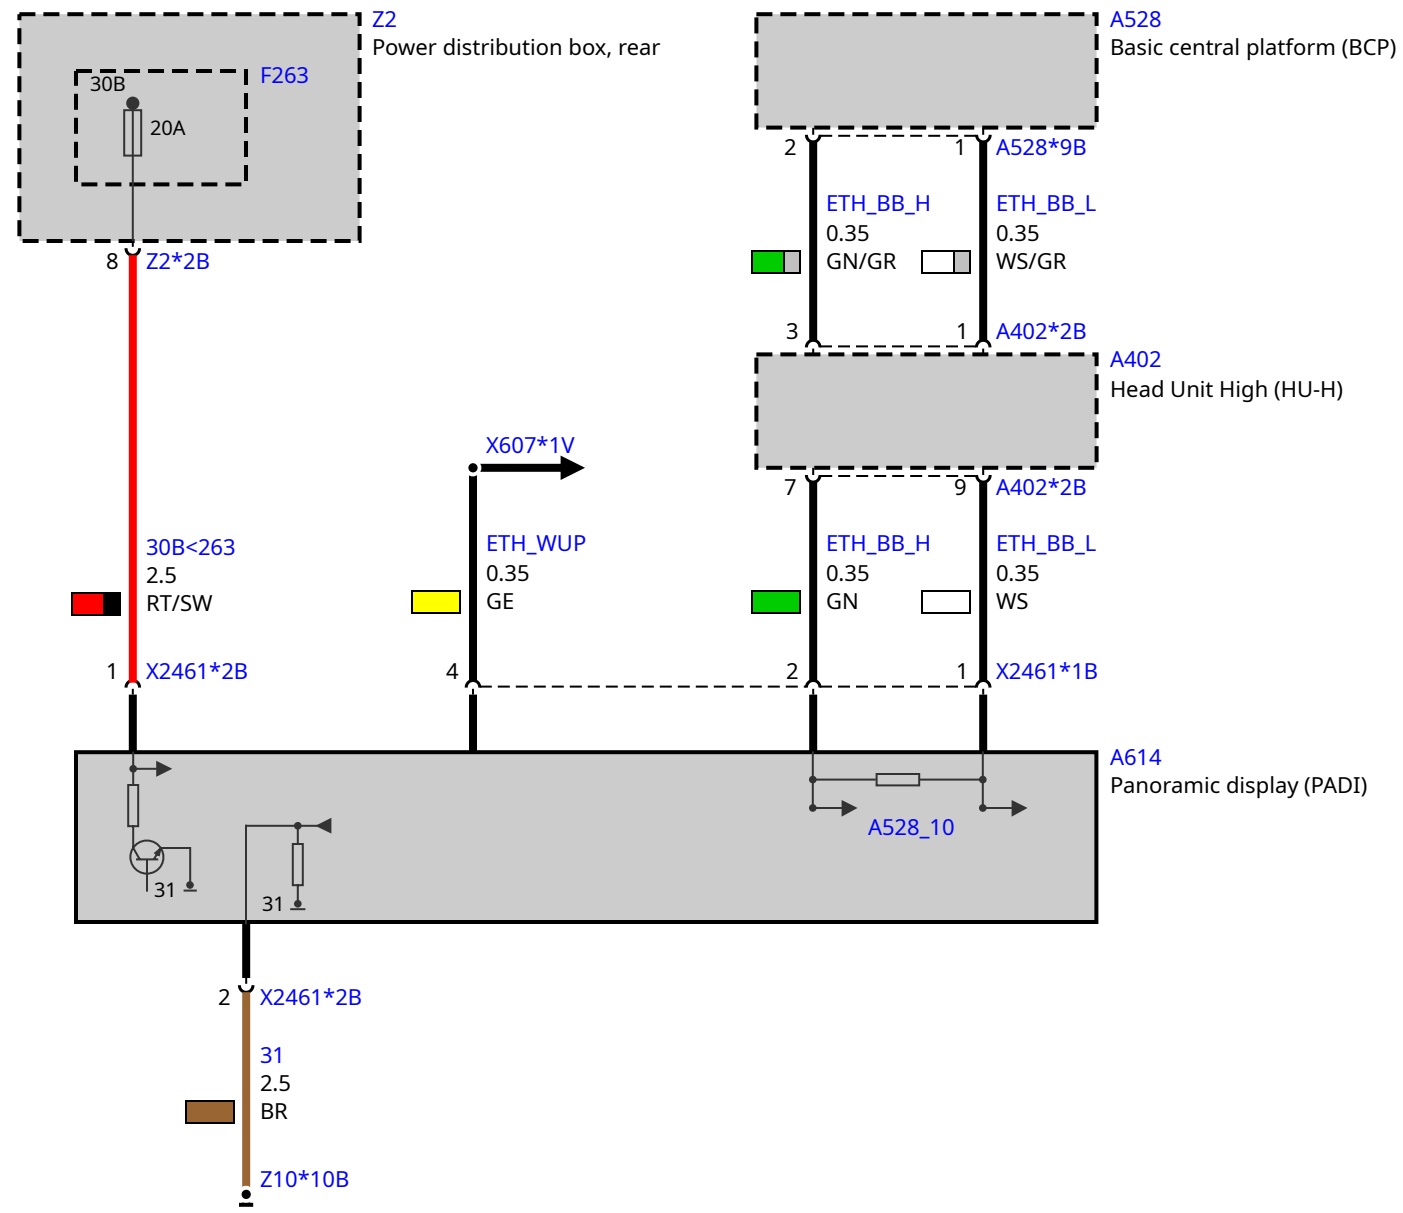 Z2
Power distribution box, rear
F263
30B
20A
8
Z2*2B
A528
Basic central platform (BCP)
2
1
A528*9B
ETH_BB_H
0.35
GN/GR
ETH_BB_L
0.35
WS/GR
3
1
A402*2B
A402
Head Unit High (HU-H)
X607*1V
7
9
A402*2B
30B<263
2.5
RT/SW
ETH_WUP
0.35
GE
ETH_BB_H
0.35
GN
ETH_BB_L
0.35
WS
1
X2461*2B
4
2
1
X2461*1B
A614
Panoramic display (PADI)
A528_10
31
31
2
X2461*2B
31
2.5
BR
Z10*10B